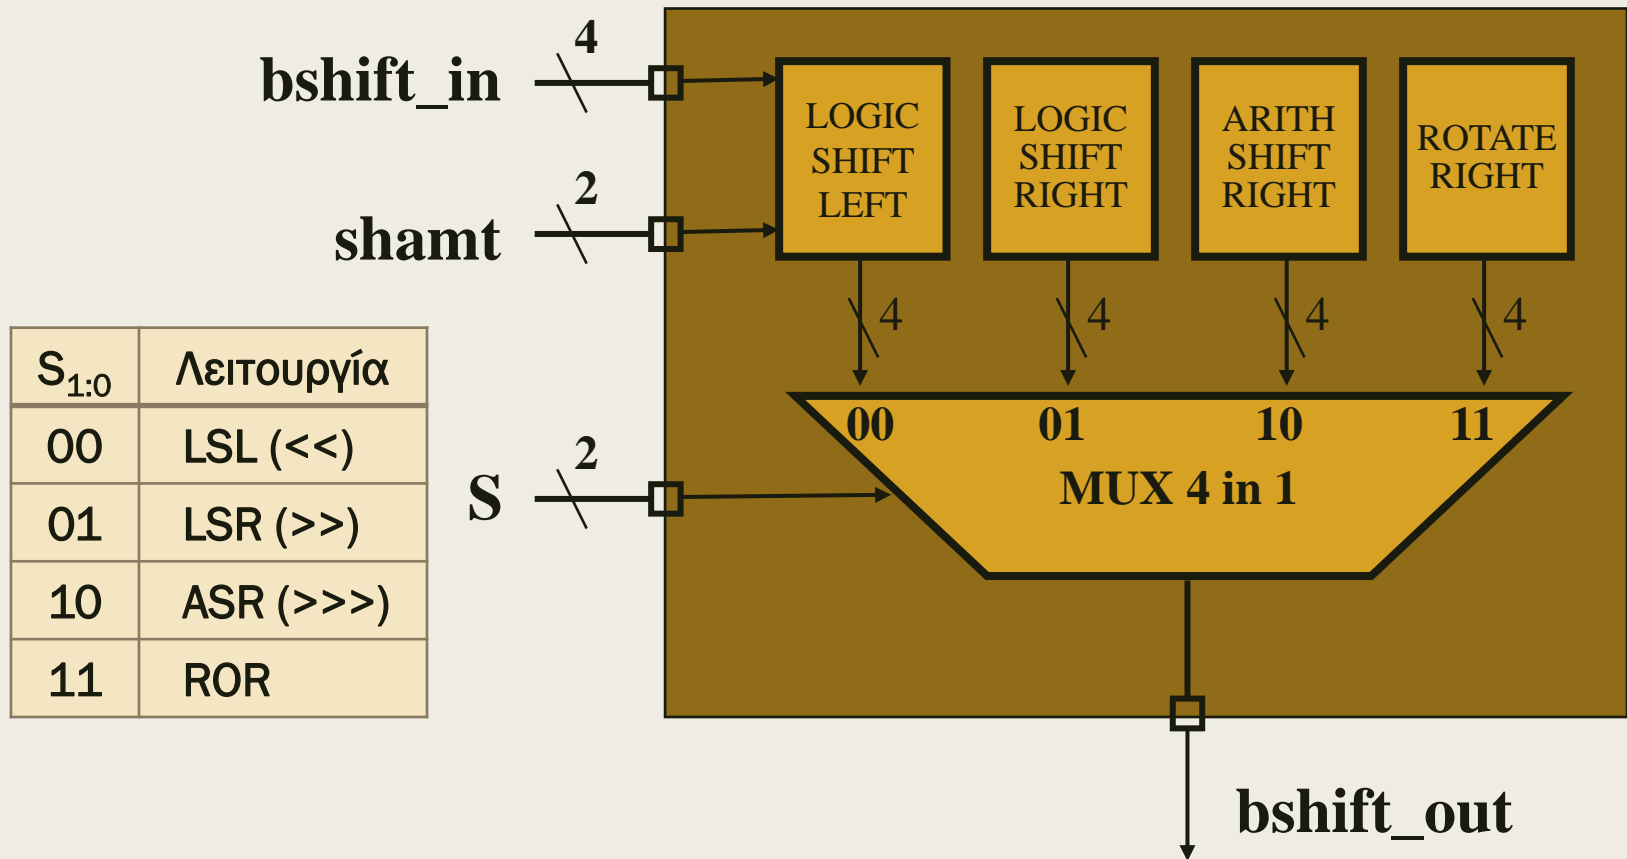 bshift_in
4
shamt
2
LOGIC
SHIFT
LEFT
LOGIC
SHIFT
RIGHT
ARITH
SHIFT
RIGHT
ROTATE
RIGHT
4
4
4
4
S1:0 Λειτουργία
00 LSL (<<)
01 LSR (>>)
10 ASR (>>>)
11 ROR
S
2
00 01 10 11
MUX 4 in 1
bshift_out